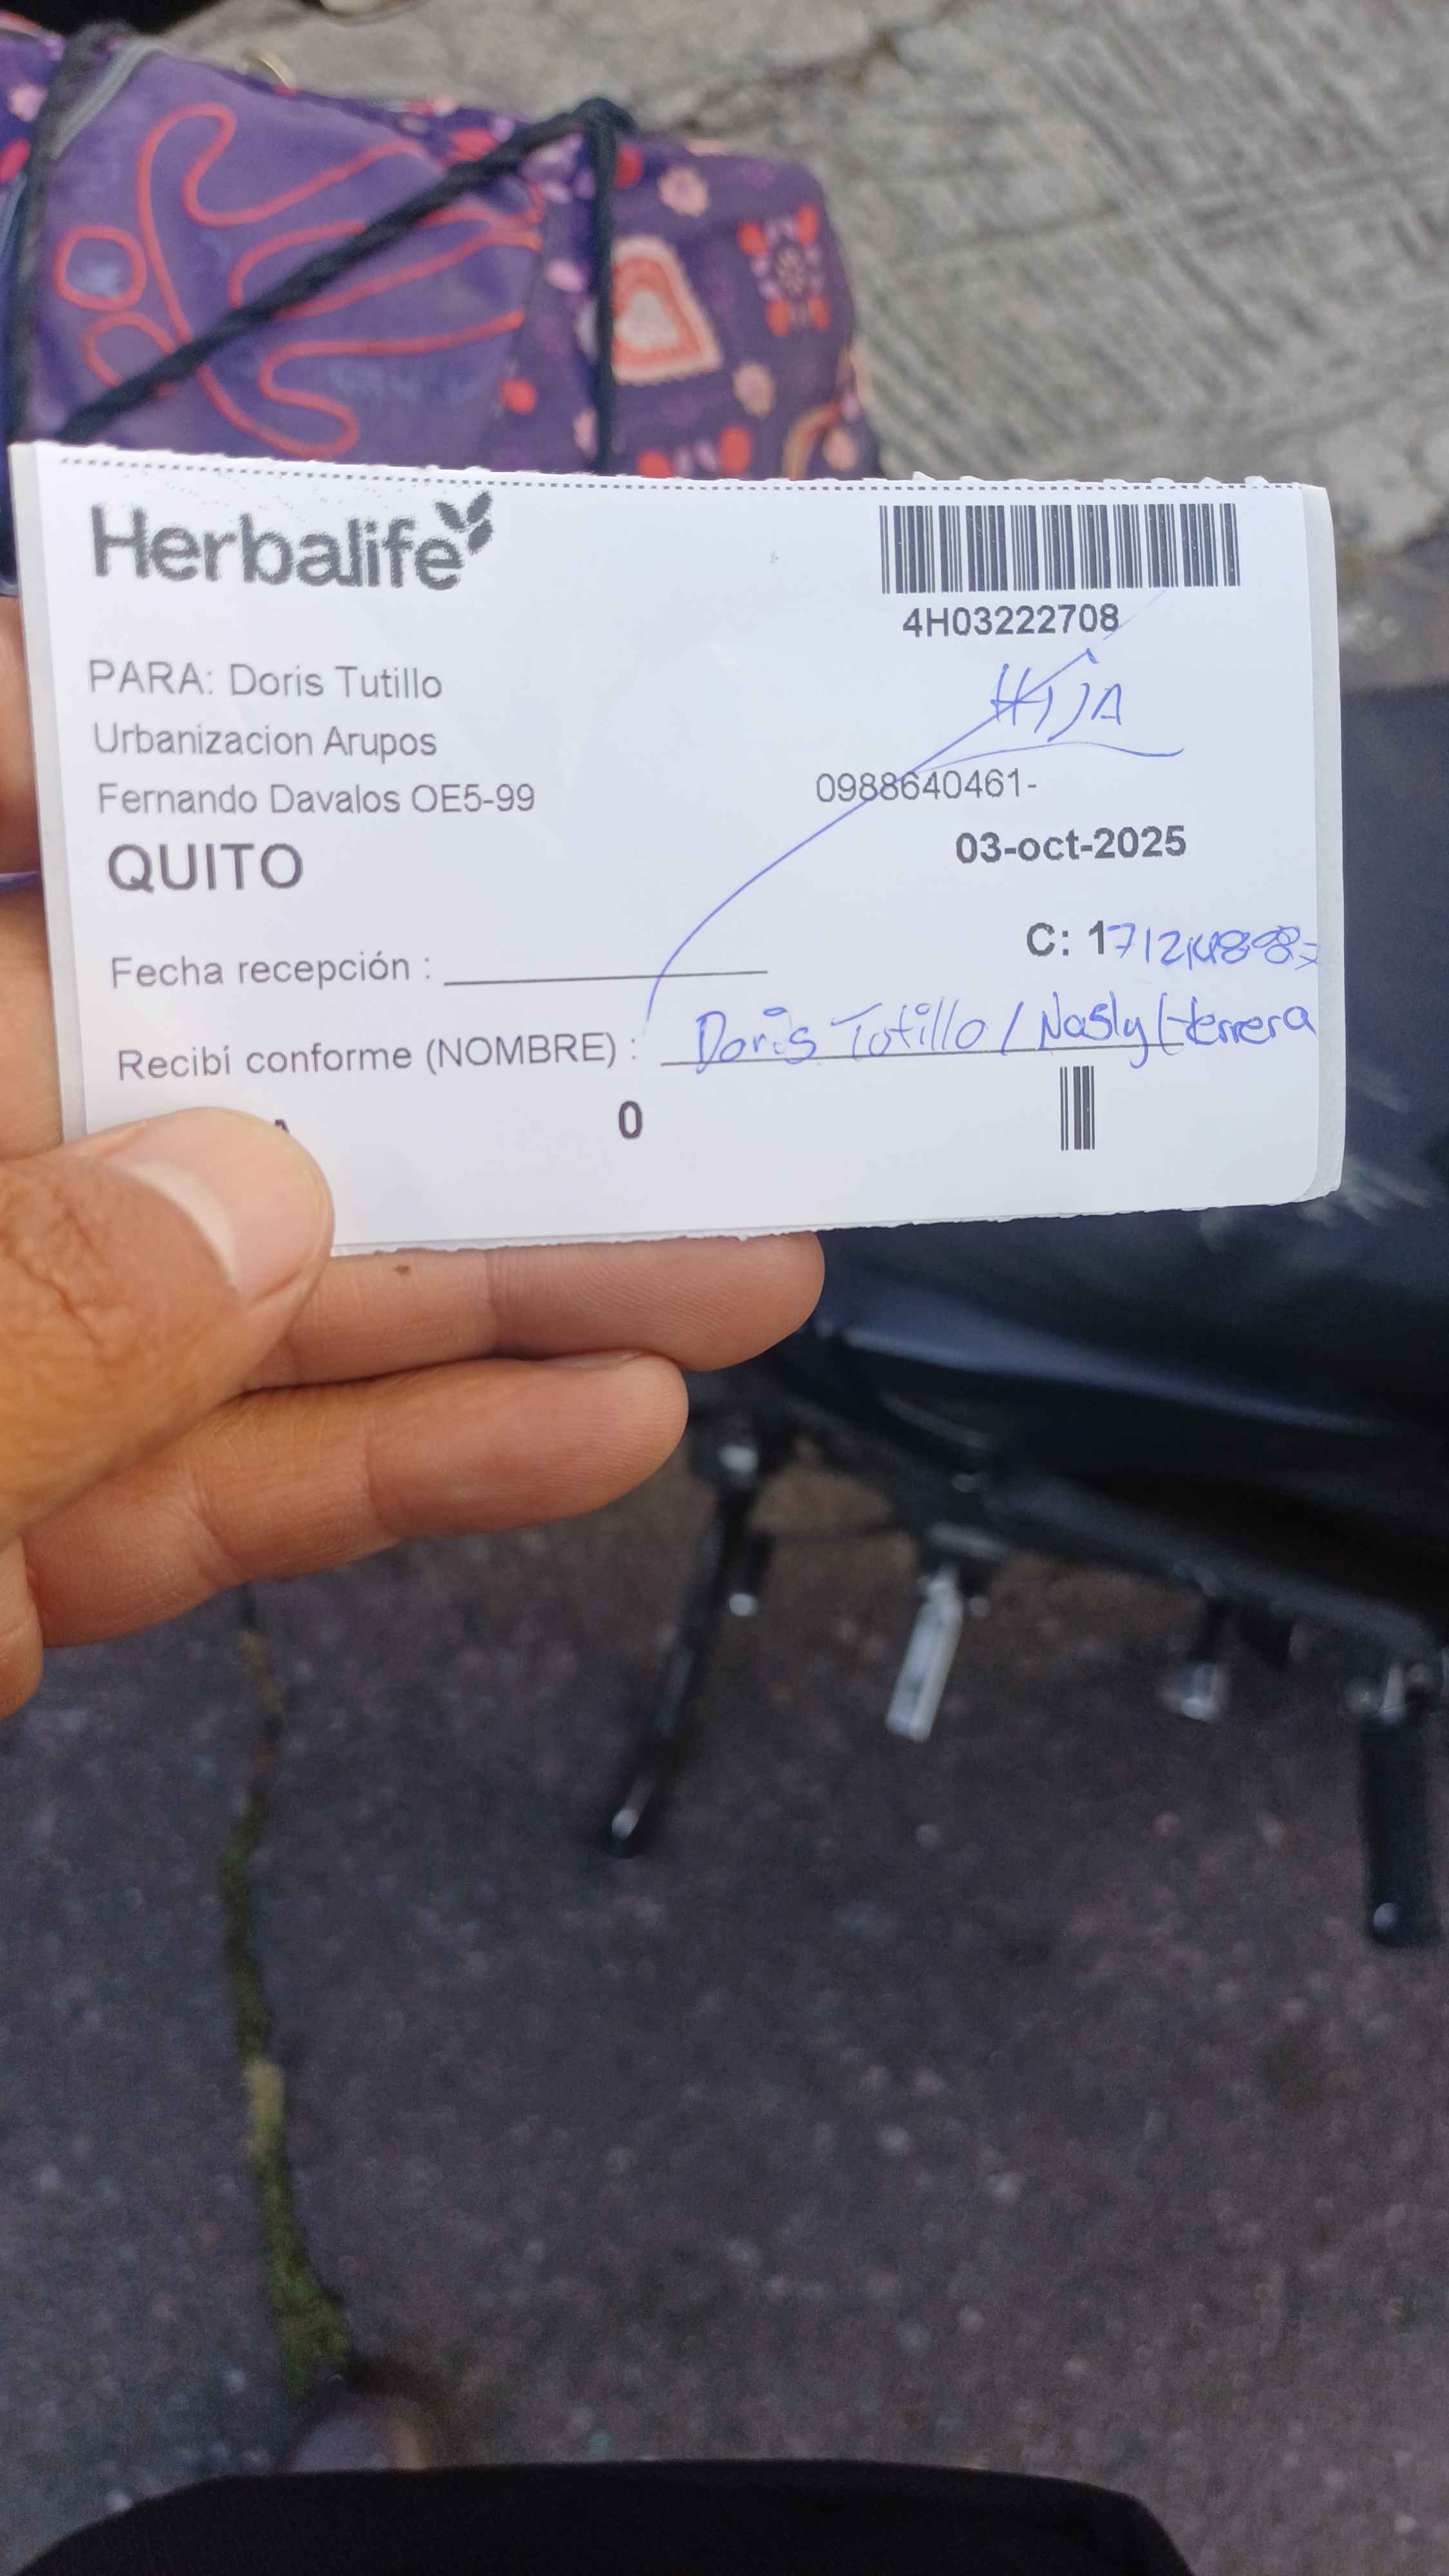 Herbalife
4H03222708
PARA: Doris Tutillo
HIJA
Urbanizacion Arupos
Fernando Davalos OE5-99
0988640461-
QUITO
03-oct-2025
Fecha recepción :
C: 1
Recibí conforme (NOMBRE) : Doris Tutillo / Nasly Herrera
0